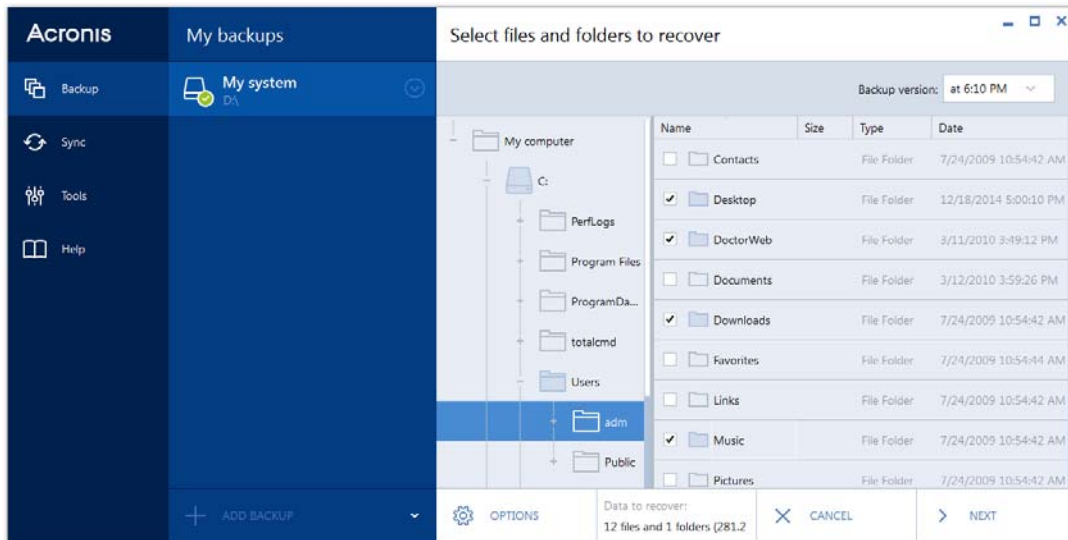 Acronis
My backups
Select files and folders to recover
Backup
My system
D:\
Backup version: at 6:10 PM
Sync
Tools
Help
My computer
C:
PerfLogs
Program Files
ProgramDa...
totalcmd
Users
adm
Public
Name Size Type Date
Contacts File Folder 7/24/2009 10:54:42 AM
Desktop File Folder 12/18/2014 5:00:10 PM
DoctorWeb File Folder 3/11/2010 3:49:12 PM
Documents File Folder 3/12/2010 3:59:26 PM
Downloads File Folder 7/24/2009 10:54:42 AM
Favorites File Folder 7/24/2009 10:54:44 AM
Links File Folder 7/24/2009 10:54:42 AM
Music File Folder 7/24/2009 10:54:42 AM
Pictures File Folder 7/24/2009 10:54:42 AM
ADD BACKUP
OPTIONS
Data to recover:
12 files and 1 folders (281.2
CANCEL
NEXT